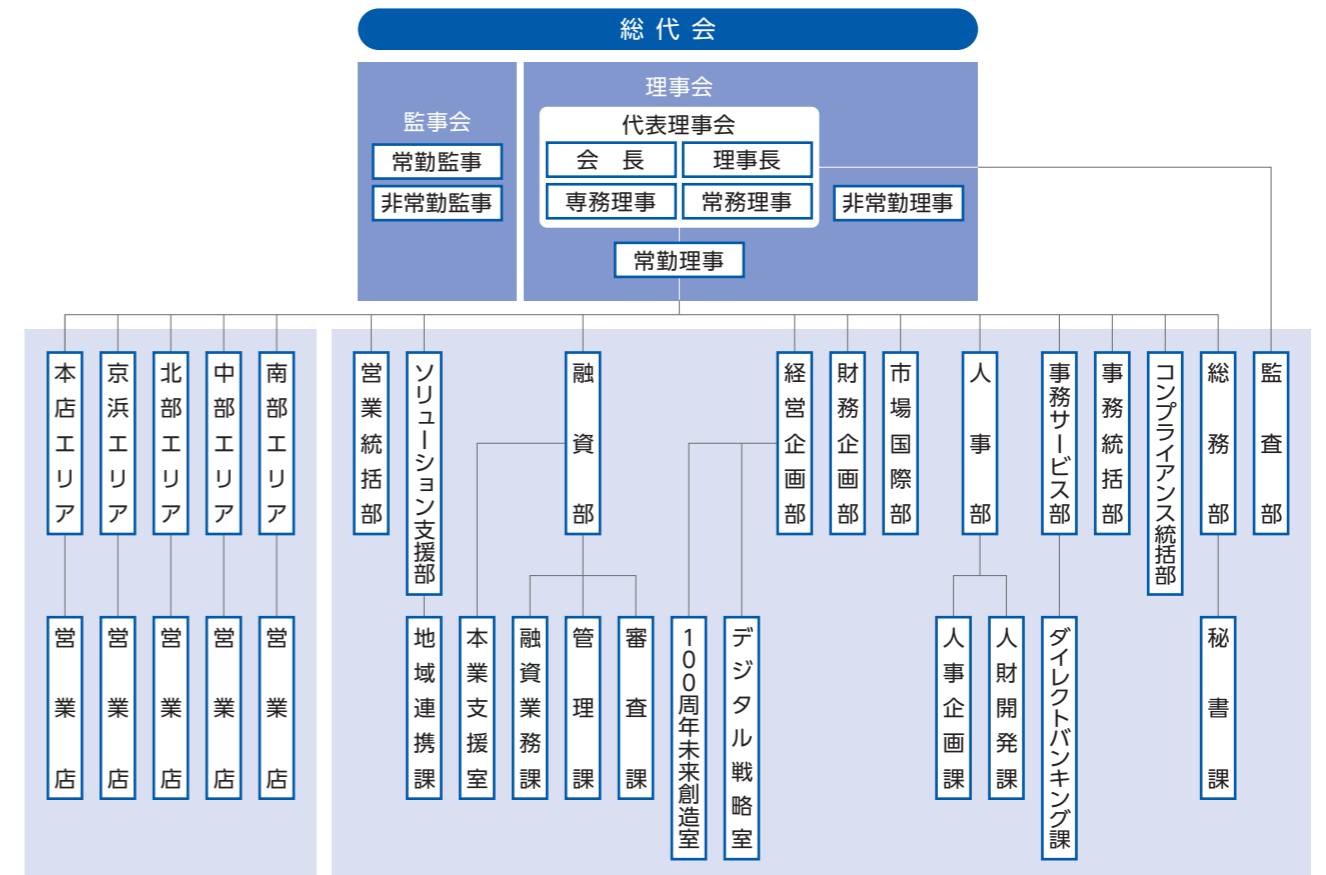 総代会
監事会
常勤監事
非常勤監事
理事会
代表理事会
会 長
理事長
専務理事
常務理事
非常勤理事
常勤理事
本店エリア
京浜エリア
北部エリア
中部エリア
南部エリア
営業統括部
ソリューション支援部
融資部
経営企画部
財務企画部
市場国際部
人事部
事務サービス部
事務統括部
コンプライアンス統括部
総務部
監査部
営業店
営業店
営業店
営業店
営業店
地域連携課
本業支援室
融資業務課
管理課
審査課
100周年未来創造室
デジタル戦略室
人事企画課
人財開発課
ダイレクトバンキング課
秘書課